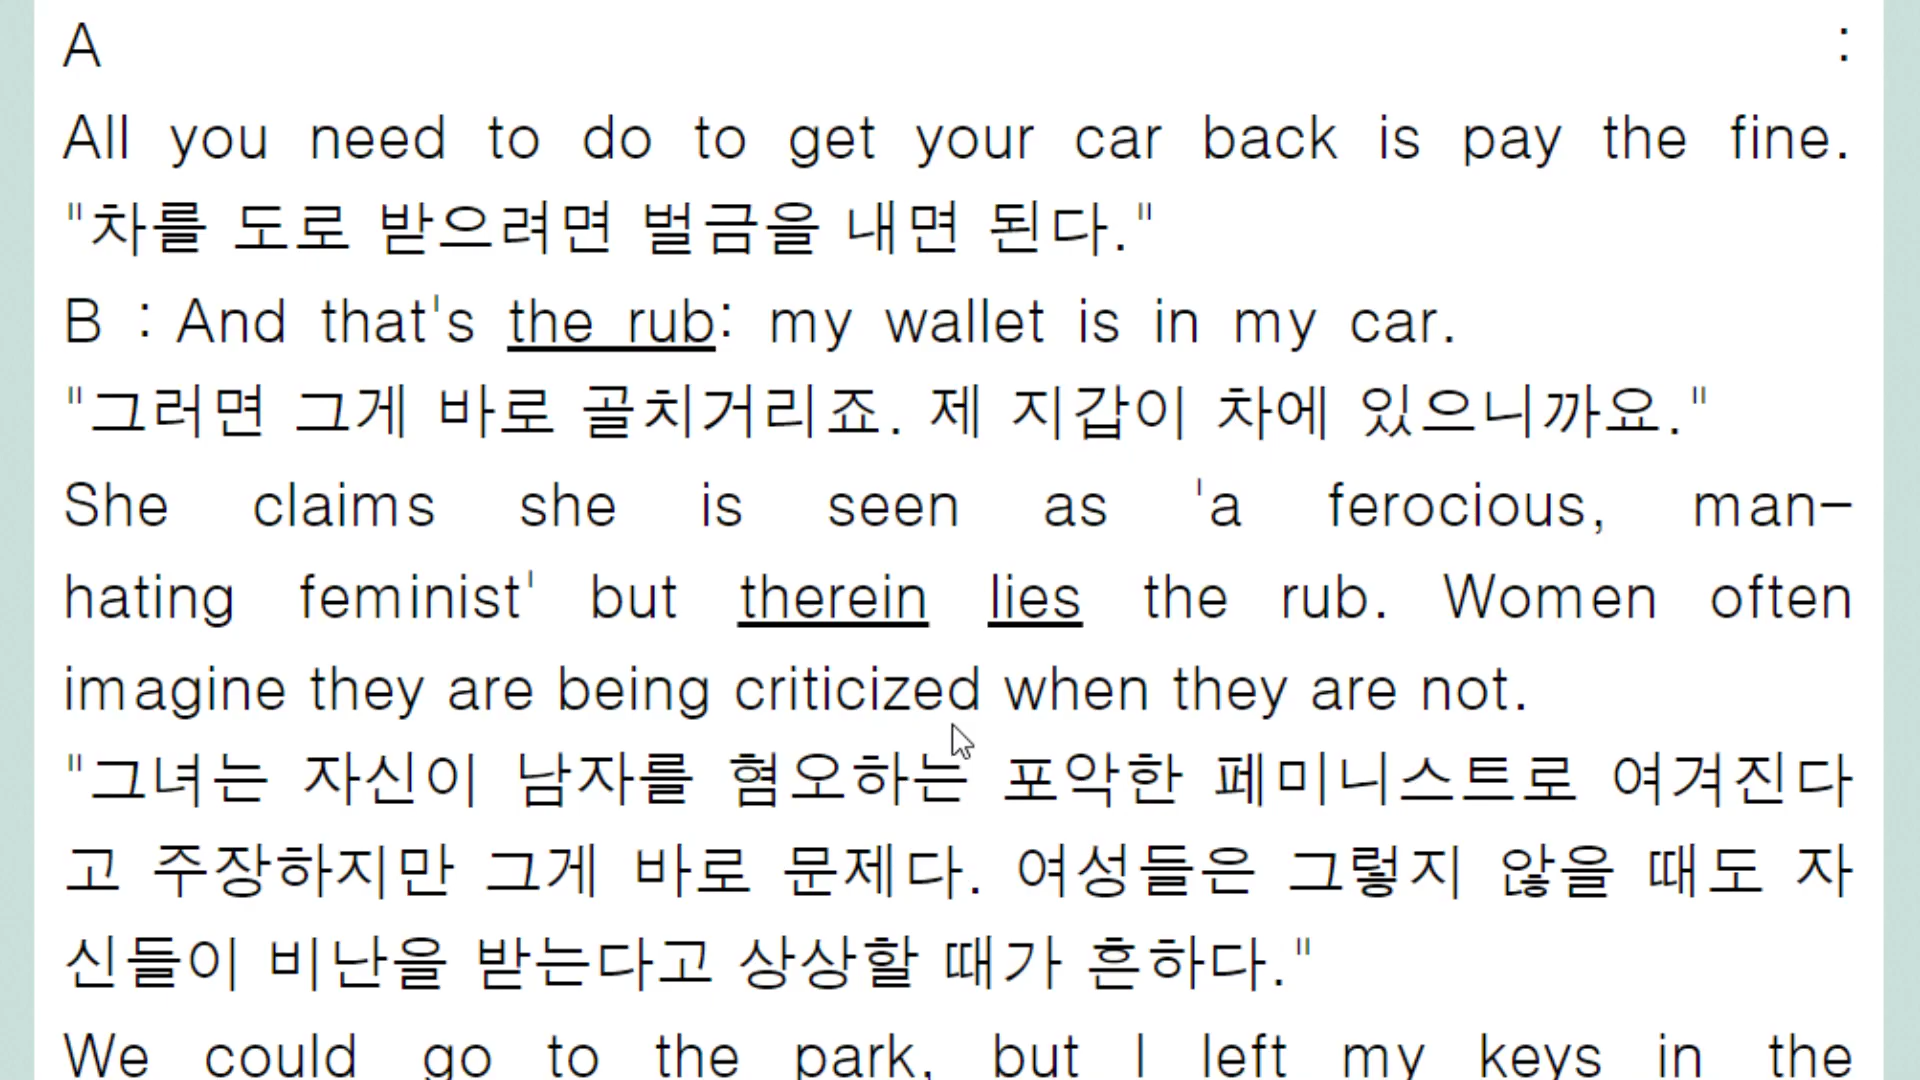 A :
All you need to do to get your car back is pay the fine.
"차를 도로 받으려면 벌금을 내면 된다."
B : And that's the rub: my wallet is in my car.
"그러면 그게 바로 골치거리죠. 제 지갑이 차에 있으니까요."
She claims she is seen as 'a ferocious, man-
hating feminist' but therein lies the rub. Women often
imagine they are being criticized when they are not.
"그녀는 자신이 남자를 혐오하는 포악한 페미니스트로 여겨진다
고 주장하지만 그게 바로 문제다. 여성들은 그렇지 않을 때도 자
신들이 비난을 받는다고 상상할 때가 흔하다."
We could go to the park, but I left my keys in the